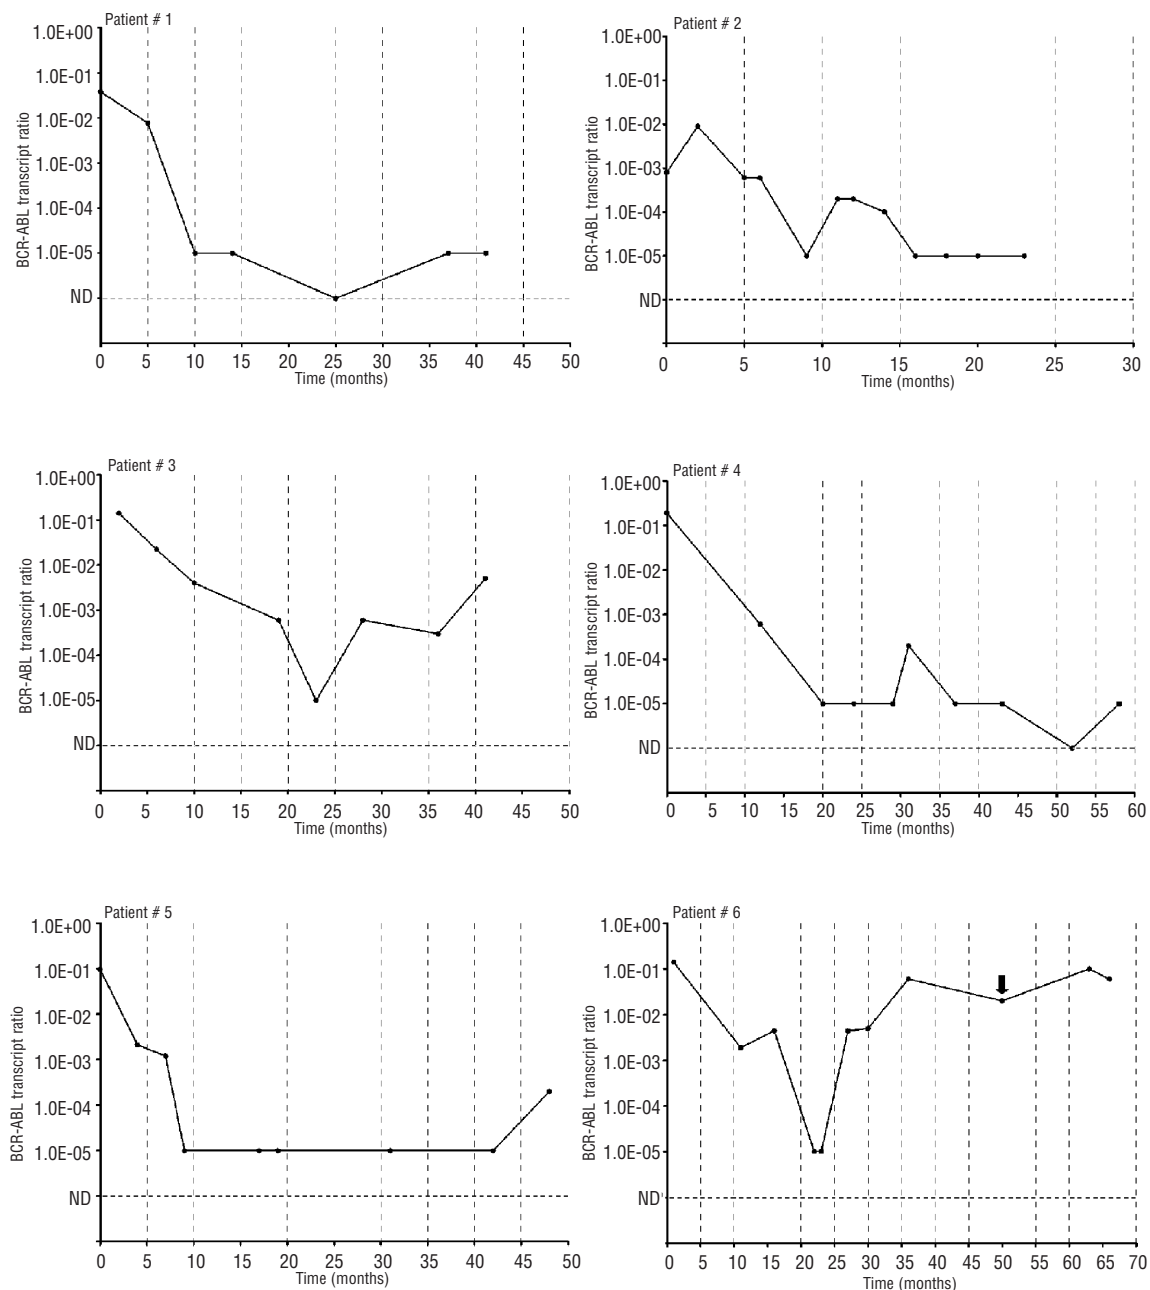 Patient # 1
BCR-ABL transcript ratio
1.0E+00
1.0E-01
1.0E-02
1.0E-03
1.0E-04
1.0E-05
ND
0 5 10 15 20 25 30 35 40 45 50
Time (months)
Patient # 2
BCR-ABL transcript ratio
1.0E+00
1.0E-01
1.0E-02
1.0E-03
1.0E-04
1.0E-05
ND
0 5 10 15 20 25 30
Time (months)
Patient # 3
BCR-ABL transcript ratio
1.0E+00
1.0E-01
1.0E-02
1.0E-03
1.0E-04
1.0E-05
ND
0 5 10 15 20 25 30 35 40 45 50
Time (months)
Patient # 4
BCR-ABL transcript ratio
1.0E+00
1.0E-01
1.0E-02
1.0E-03
1.0E-04
1.0E-05
ND
0 5 10 15 20 25 30 35 40 45 50 55 60
Time (months)
Patient # 5
BCR-ABL transcript ratio
1.0E+00
1.0E-01
1.0E-02
1.0E-03
1.0E-04
1.0E-05
ND
0 5 10 15 20 25 30 35 40 45 50
Time (months)
Patient # 6
BCR-ABL transcript ratio
1.0E+00
1.0E-01
1.0E-02
1.0E-03
1.0E-04
1.0E-05
ND
0 5 10 15 20 25 30 35 40 45 50 55 60 65 70
Time (months)